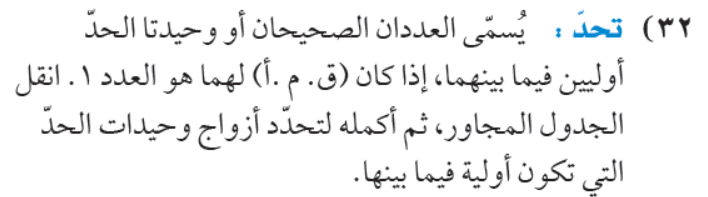 ٣٢) تحدّ : يُسمّى العددان الصحيحان أو وحيدتا الحدّ
أوليين فيما بينهما، إذا كان (ق. م .أ) لهما هو العدد ١. انقل
الجدول المجاور، ثم أكمله لتحدّد أزواج وحيدات الحدّ
التي تكون أولية فيما بينها.